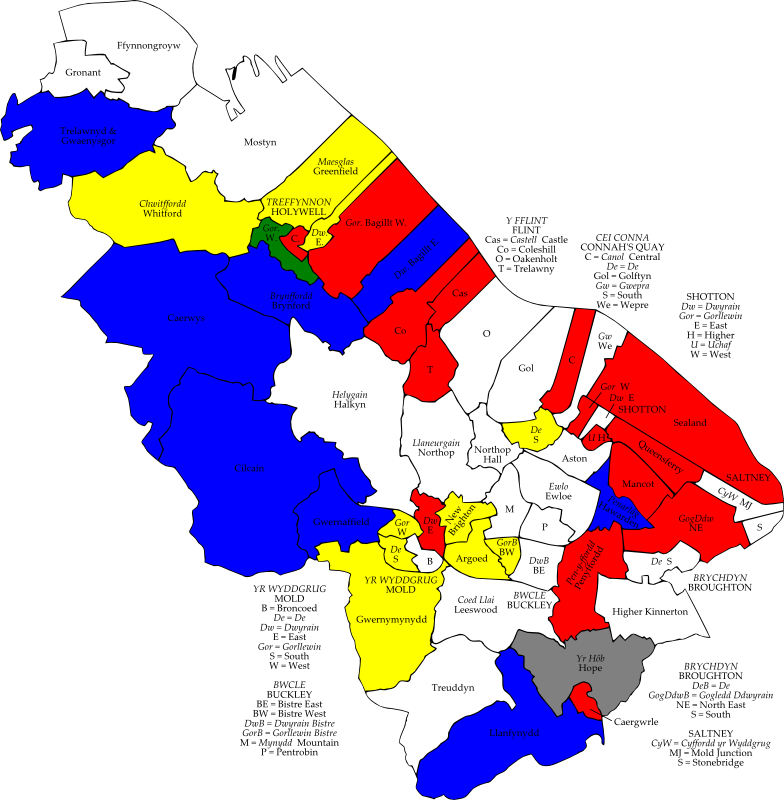 Ffynnongroyw
Gronant
Trelawnyd &
Gwaenysgor
Mostyn
Maesglas
Greenfield
Chwitffordd
Whitford
TREFFYNNON
HOLYWELL
Gor.
W.
C.
Dw.
E.
Gor. Bagillt W.
Dw. Bagillt E.
Brynford
Caerwys
Cas
Co
T
O
Gol
C
Gw
We
Gor W
Dw E
SHOTTON
U H
Sealand
Y FFLINT
FLINT
Cas = Castell Castle
Co = Coleshill
O = Oakenholt
T = Trelawny
CEI CONNA
CONNAH'S QUAY
C = Canol Central
De = De
Gol = Golftyn
Gw = Gwepra
S = South
We = Wepre
SHOTTON
Dw = Dwyrain
Gor = Gorllewin
E = East
H = Higher
U = Uchaf
W = West
Helygain
Halkyn
Llaneurgain
Northop
Northop
Hall
De
S
Aston
Queensferry
SALTNEY
Mancot
CyW MJ
S
GogDdw
NE
Ewlo
Ewloe
Cilcain
Gwernaffield
Gor
W
Dw
E
New
Brighton
M
P
De
S
B
Argoed
GorB
BW
DwB
BE
Pen-y-ffordd
Penyffordd
De S
BRYCHDYN
BROUGHTON
YR WYDDGRUG
MOLD
Gwernymynydd
Coed Llai
Leeswood
BWCLE
BUCKLEY
Higher Kinnerton
Yr Hôb
Hope
Treuddyn
Llanfynydd
Caergwrle
YR WYDDGRUG
MOLD
B = Broncoed
De = De
Dw = Dwyrain
E = East
Gor = Gorllewin
S = South
W = West
BWCLE
BUCKLEY
BE = Bistre East
BW = Bistre West
DwB = Dwyrain Bistre
GorB = Gorllewin Bistre
M = Mynydd Mountain
P = Pentrobin
BRYCHDYN
BROUGHTON
DeB = De
GogDdwB = Gogledd Ddwyrain
NE = North East
S = South
SALTNEY
CyW = Cyffordd yr Wyddgrug
MJ = Mold Junction
S = Stonebridge